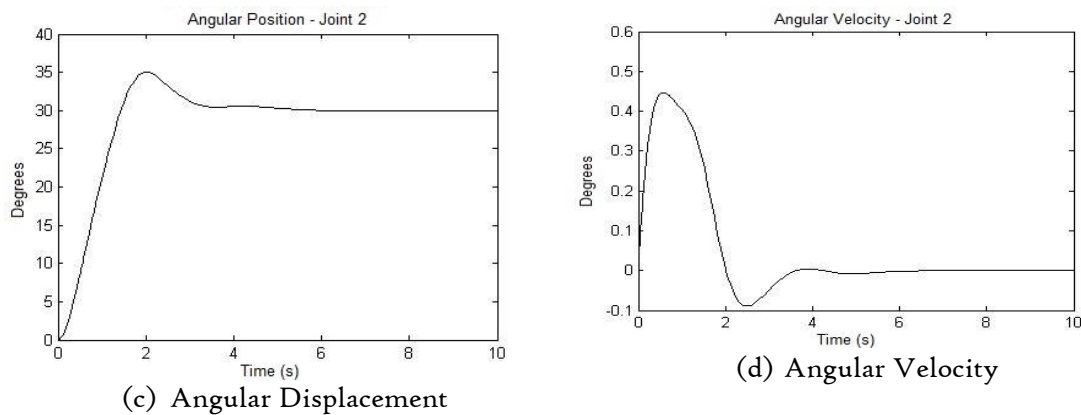 Angular Position - Joint 2
40
35
30
25
20
15
10
5
0
Degrees
0 2 4 6 8 10
Time (s)
(c) Angular Displacement
Angular Velocity - Joint 2
0.6
0.5
0.4
0.3
0.2
0.1
0
-0.1
Degrees
0 2 4 6 8 10
Time (s)
(d) Angular Velocity